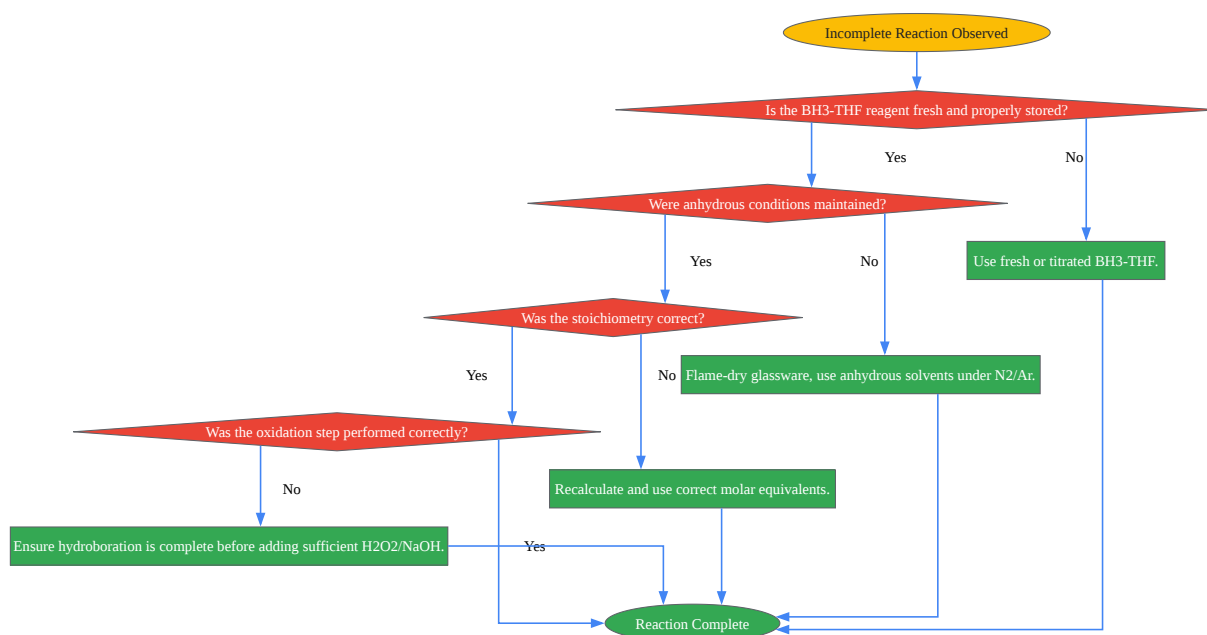 Incomplete Reaction Observed
Is the BH3-THF reagent fresh and properly stored?
Yes
No
Were anhydrous conditions maintained?
Yes
No
Use fresh or titrated BH3-THF.
Was the stoichiometry correct?
Yes
No
Flame-dry glassware, use anhydrous solvents under N2/Ar.
Was the oxidation step performed correctly?
No
Recalculate and use correct molar equivalents.
Ensure hydroboration is complete before adding sufficient H2O2/NaOH.
Yes
Reaction Complete